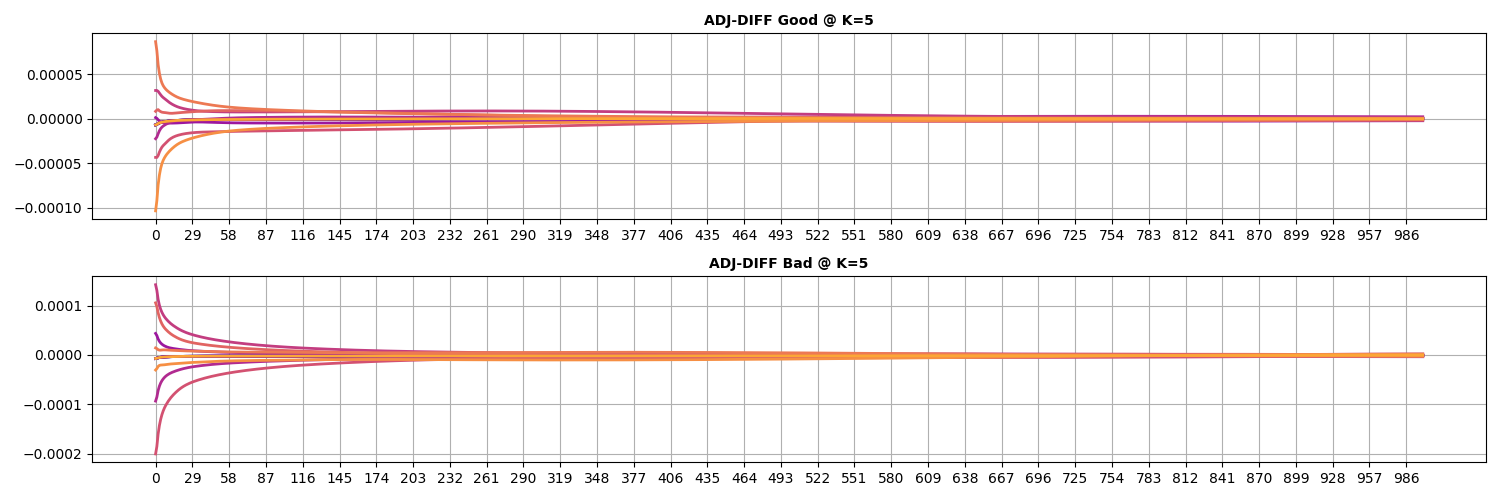 ADJ-DIFF Good @ K=5
0.00005
0.00000
−0.00005
−0.00010
0 29 58 87 116 145 174 203 232 261 290 319 348 377 406 435 464 493 522 551 580 609 638 667 696 725 754 783 812 841 870 899 928 957 986
ADJ-DIFF Bad @ K=5
0.0001
0.0000
−0.0001
−0.0002
0 29 58 87 116 145 174 203 232 261 290 319 348 377 406 435 464 493 522 551 580 609 638 667 696 725 754 783 812 841 870 899 928 957 986